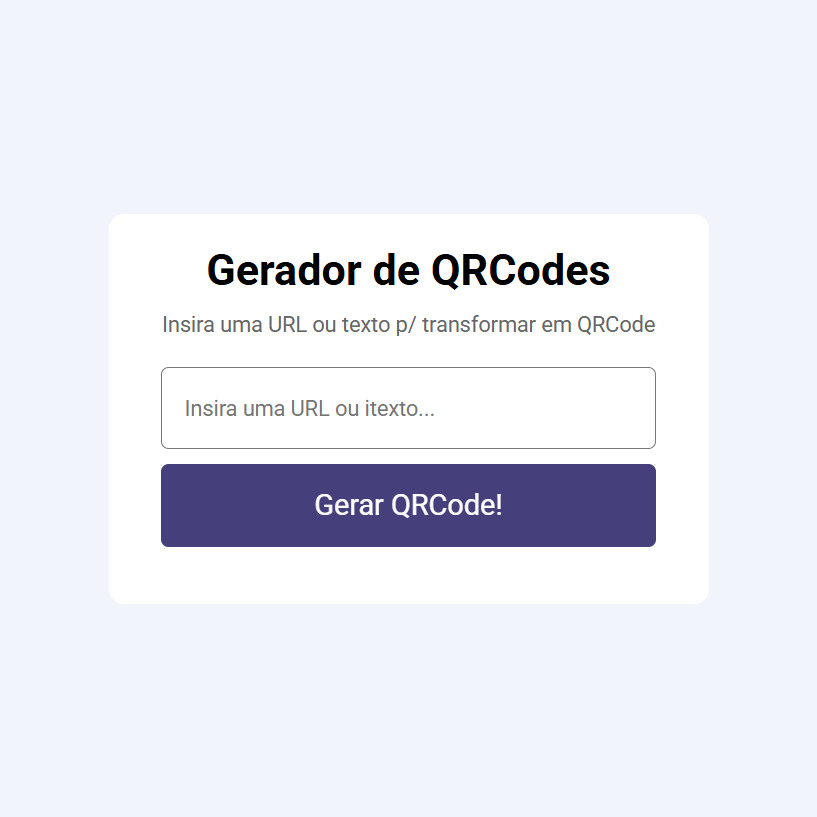 Gerador de QRCodes
Insira uma URL ou texto p/ transformar em QRCode
Insira uma URL ou itexto...
Gerar QRCode!